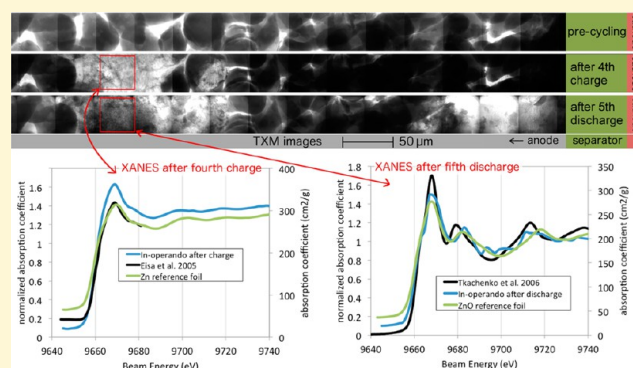 pre-cycling
after 4th
charge
after 5th
discharge
TXM images
50 μm
← anode
separator
XANES after fourth charge
XANES after fifth discharge
normalized absorption coefficient
1.6
1.4
1.2
1
0.8
0.6
0.4
0.2
0
400
300
200
100
0
absorption coefficient (cm2/g)
In-operando after charge
Eisa et al. 2005
Zn reference foil
9640
9660
9680
9700
9720
9740
Beam Energy (eV)
normalized absorption coefficient
1.8
1.6
1.4
1.2
1
0.8
0.6
0.4
0.2
0
350
300
250
200
150
100
50
0
absorption coefficient (cm2/g)
Tkachenko et al. 2006
in-operando after discharge
ZnO reference foil
9640
9660
9680
9700
9720
9740
Beam Energy (eV)